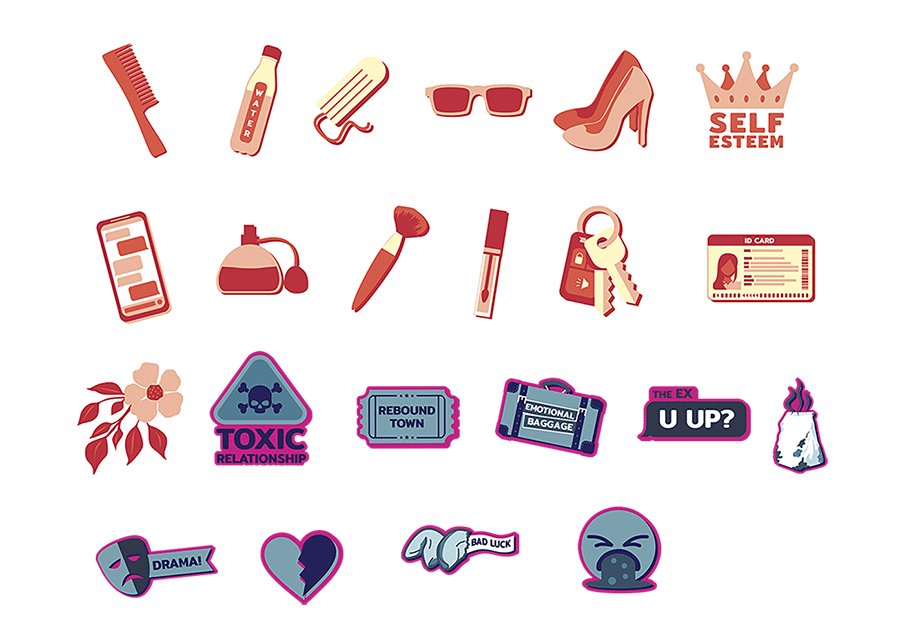 WATER
SELF
ESTEEM
ID CARD
TOXIC
RELATIONSHIP
REBOUND
TOWN
EMOTIONAL
BAGGAGE
THE EX
U UP?
DRAMA!
BAD LUCK